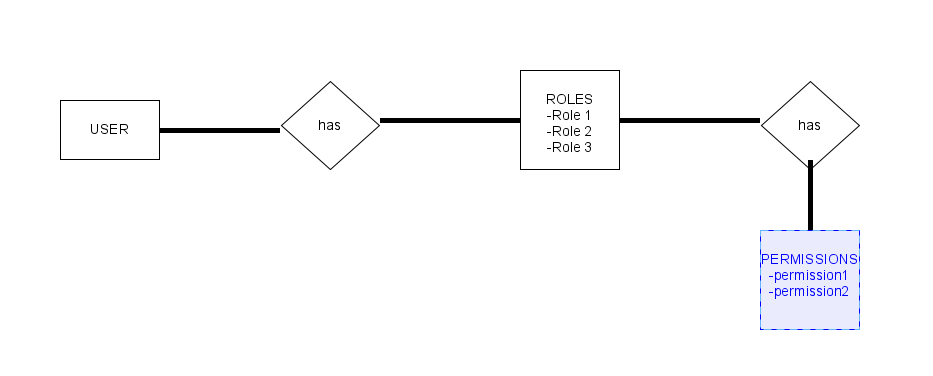 USER
has
ROLES
-Role 1
-Role 2
-Role 3
has
PERMISSIONS
-permission1
-permission2